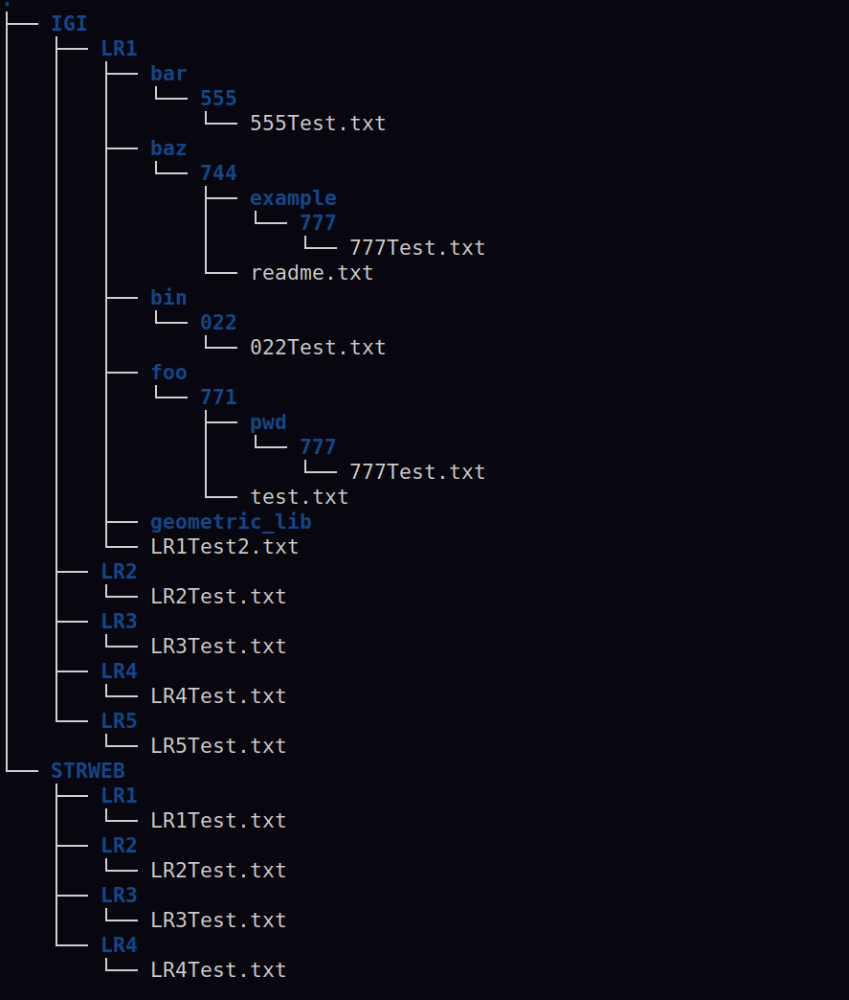 .
├── IGI
│   ├── LR1
│   │   ├── bar
│   │   │   └── 555
│   │   │       └── 555Test.txt
│   │   ├── baz
│   │   │   └── 744
│   │   │       ├── example
│   │   │       │   └── 777
│   │   │       │       └── 777Test.txt
│   │   │       └── readme.txt
│   │   ├── bin
│   │   │   └── 022
│   │   │       └── 022Test.txt
│   │   ├── foo
│   │   │   └── 771
│   │   │       ├── pwd
│   │   │       │   └── 777
│   │   │       │       └── 777Test.txt
│   │   │       └── test.txt
│   │   ├── geometric_lib
│   │   └── LR1Test2.txt
│   ├── LR2
│   │   └── LR2Test.txt
│   ├── LR3
│   │   └── LR3Test.txt
│   ├── LR4
│   │   └── LR4Test.txt
│   └── LR5
│       └── LR5Test.txt
└── STRWEB
    ├── LR1
    │   └── LR1Test.txt
    ├── LR2
    │   └── LR2Test.txt
    ├── LR3
    │   └── LR3Test.txt
    └── LR4
        └── LR4Test.txt